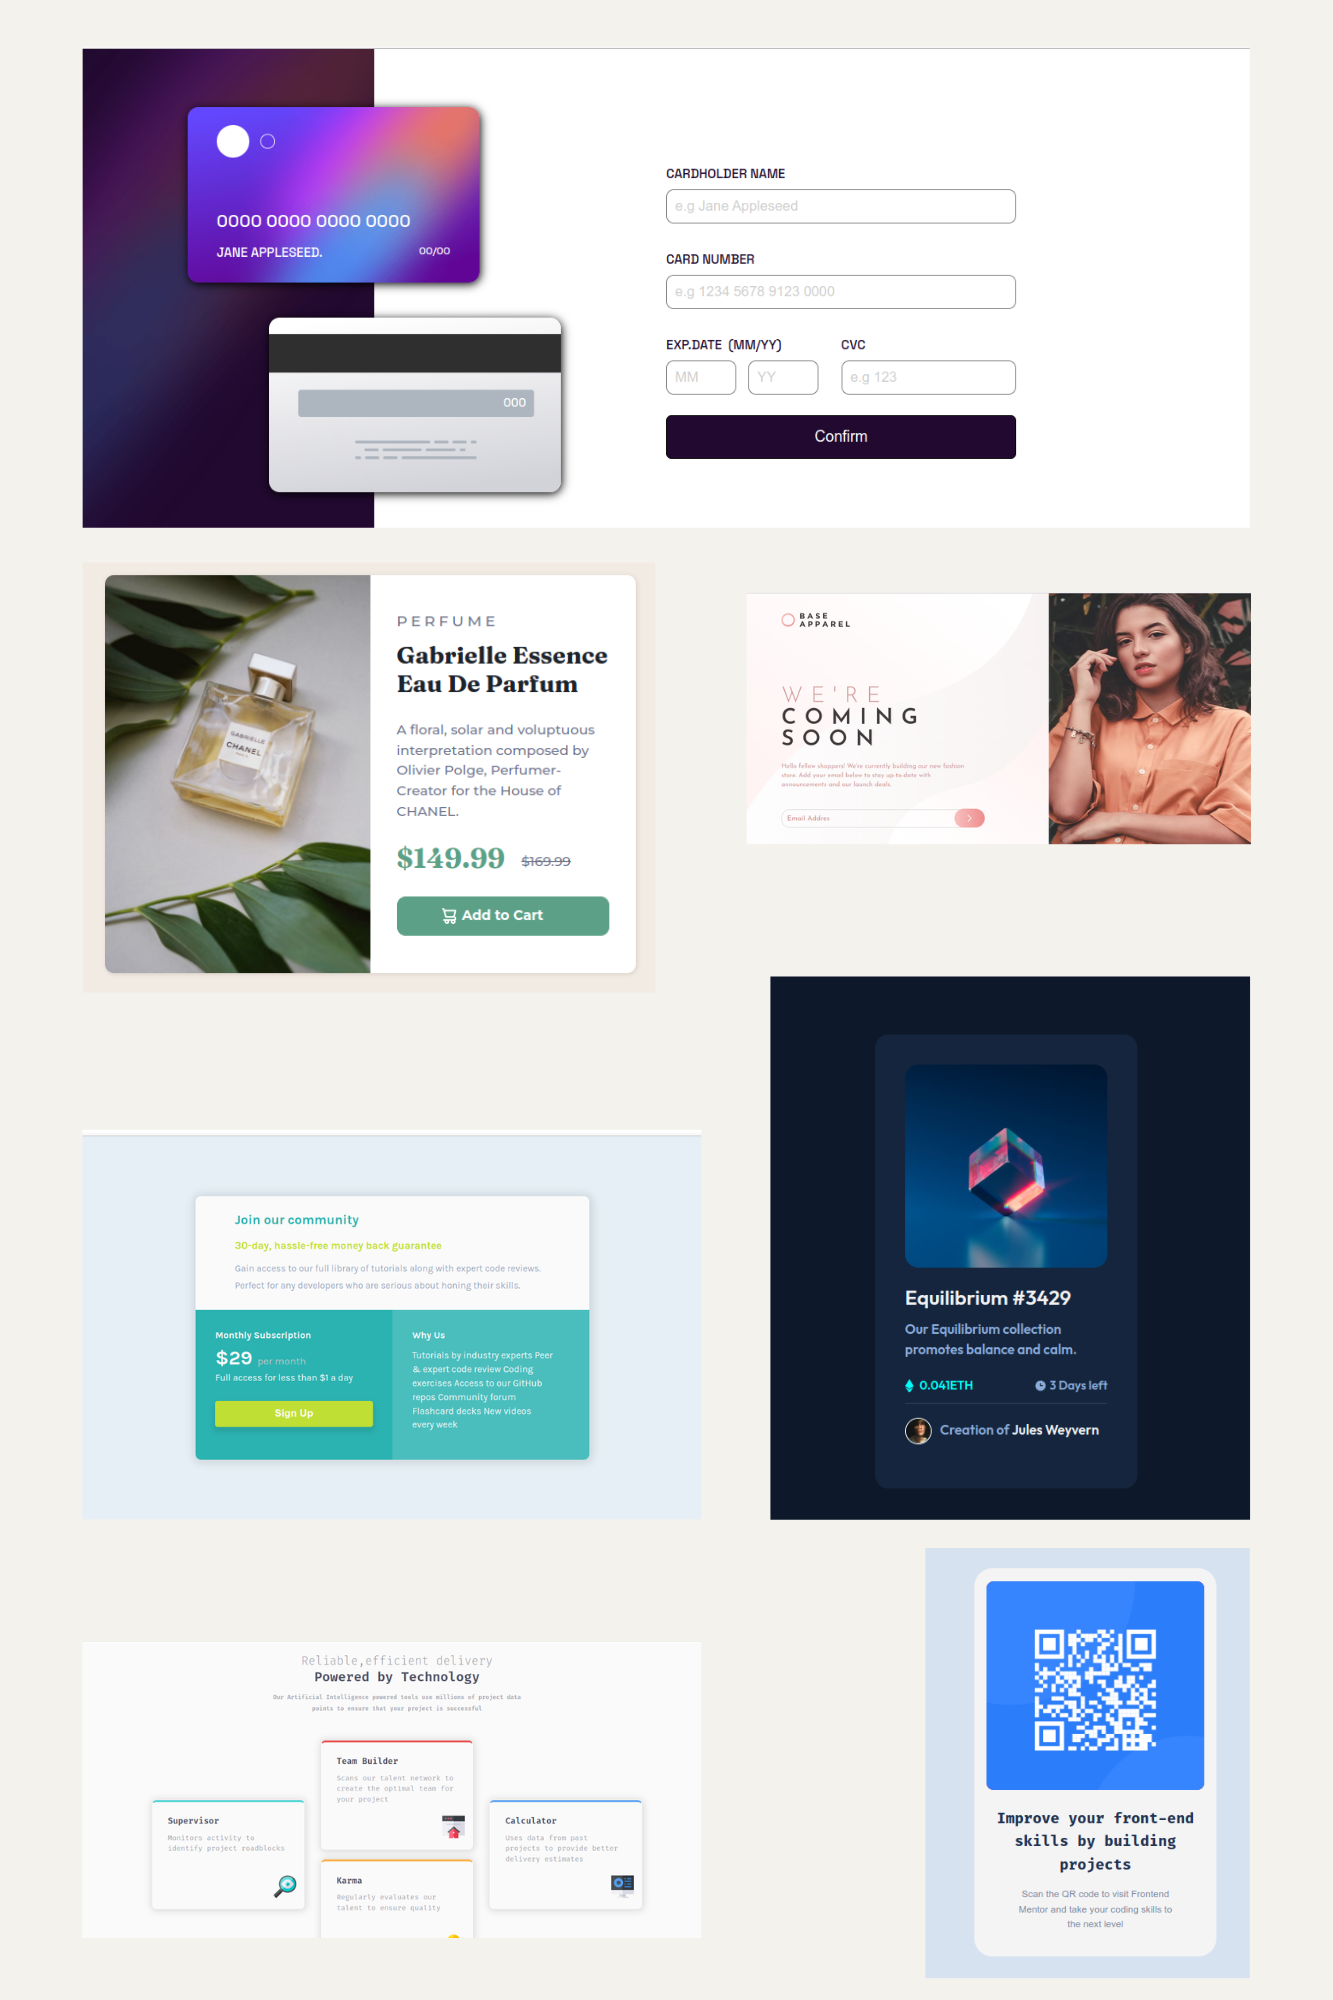 0000 0000 0000 0000
JANE APPLESEED.
00/00
000
CARDHOLDER NAME
e.g Jane Appleseed
CARD NUMBER
e.g 1234 5678 9123 0000
EXP.DATE (MM/YY)
CVC
MM
YY
e.g 123
Confirm
GABRIELLE
CHANEL
PERFUME
Gabrielle Essence
Eau De Parfum
A floral, solar and voluptuous
interpretation composed by
Olivier Polge, Perfumer-
Creator for the House of
CHANEL.
$149.99 $169.99
Add to Cart
BASE
APPAREL
WE'RE
COMING
SOON
Hello fellow shoppers! We're currently building our new fashion
store. Add your email below to stay up-to-date with
announcements and our launch deals.
Email Addres
Join our community
30-day, hassle-free money back guarantee
Gain access to our full library of tutorials along with expert code reviews.
Perfect for any developers who are serious about honing their skills.
Monthly Subscription
$29 per month
Full access for less than $1 a day
Sign Up
Why Us
Tutorials by industry experts Peer
& expert code review Coding
exercises Access to our GitHub
repos Community forum
Flashcard decks New videos
every week
Equilibrium #3429
Our Equilibrium collection
promotes balance and calm.
0.041ETH
3 Days left
Creation of Jules Weyvern
Reliable,efficient delivery
Powered by Technology
Our Artificial Intelligence powered tools use millions of project data
points to ensure that your project is successful
Supervisor
Monitors activity to
identify project roadblocks
Team Builder
Scans our talent network to
create the optimal team for
your project
Karma
Regularly evaluates our
talent to ensure quality
Calculator
Uses data from past
projects to provide better
delivery estimates
Improve your front-end
skills by building
projects
Scan the QR code to visit Frontend
Mentor and take your coding skills to
the next level